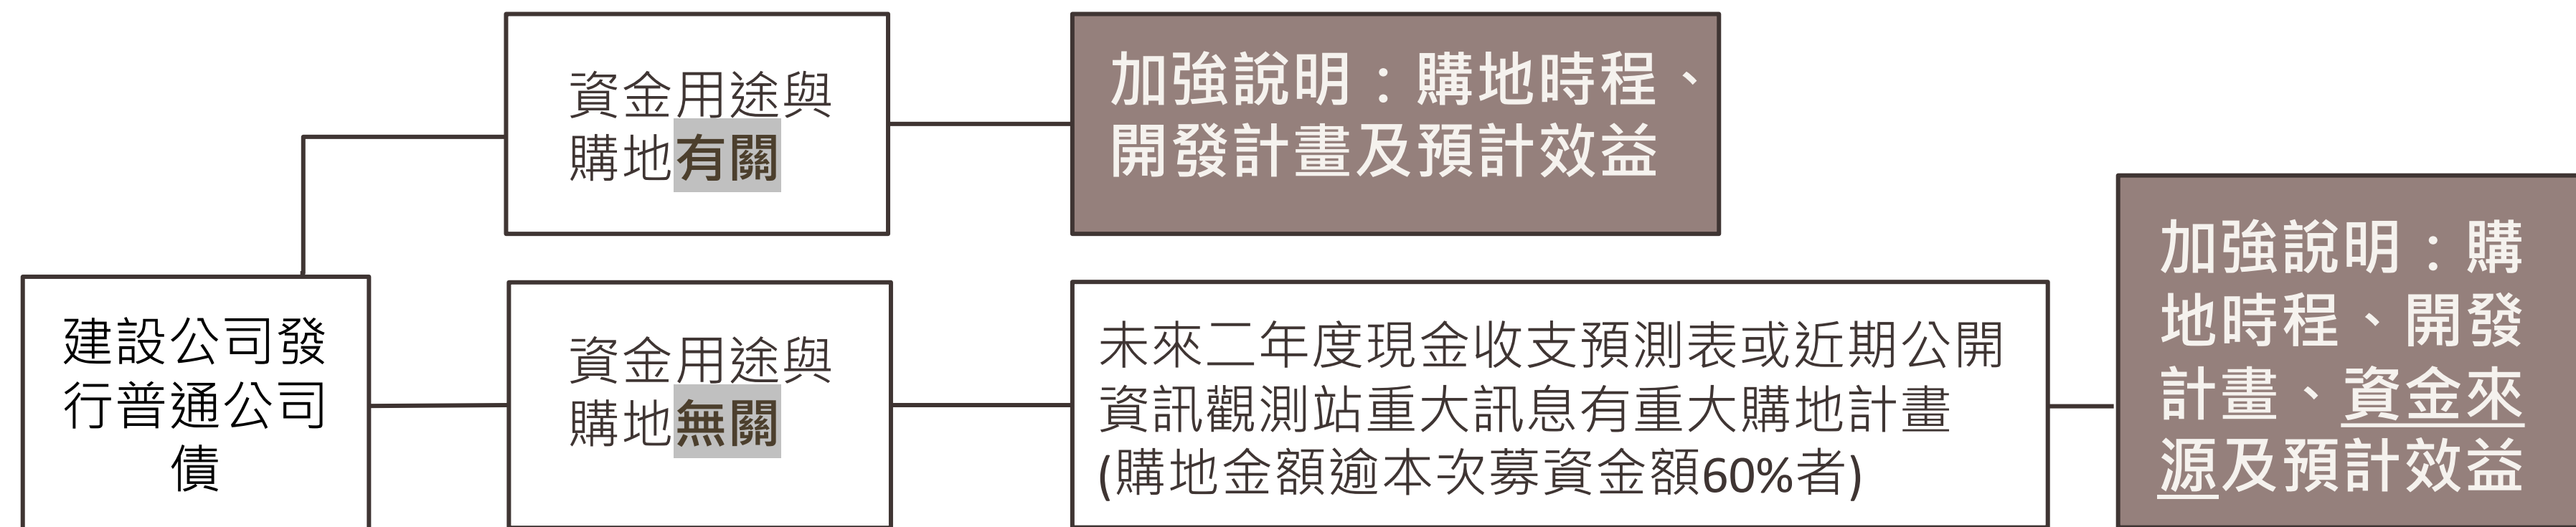 資金用途與
購地有關
加強說明：購地時程、
開發計畫及預計效益
建設公司發
行普通公司
債
資金用途與
購地無關
未來二年度現金收支預測表或近期公開
資訊觀測站重大訊息有重大購地計畫
(購地金額逾本次募資金額60%者)
加強說明：購
地時程、開發
計畫、資金來
源及預計效益